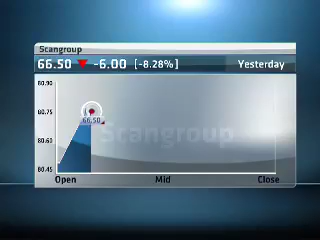 Scangroup
66.50 ▼ -6.00 [-8.28%] Yesterday
80.90
80.75
66.50
Scangroup
80.60
80.45
Open Mid Close